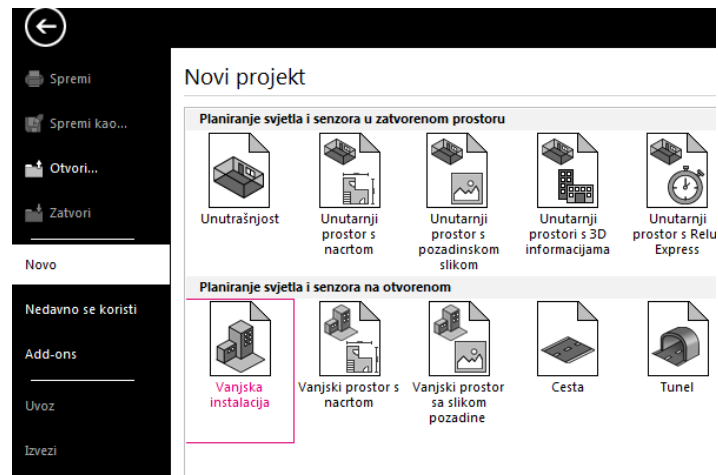 Spremi
Spremi kao...
Otvori...
Zatvori
Novo
Nedavno se koristi
Add-ons
Uvoz
Izvezi
Novi projekt
Planiranje svjetla i senzora u zatvorenom prostoru
Unutrašnjost
Unutarnji
prostor s
nacrtom
Unutarnji
prostor s
pozadinskom
slikom
Unutarnji
prostori s 3D
informacijama
Unutarnji
prostor s Relu
Express
Planiranje svjetla i senzora na otvorenom
Vanjska
instalacija
Vanjski prostor s
nacrtom
Vanjski prostor
sa slikom
pozadine
Cesta
Tunel